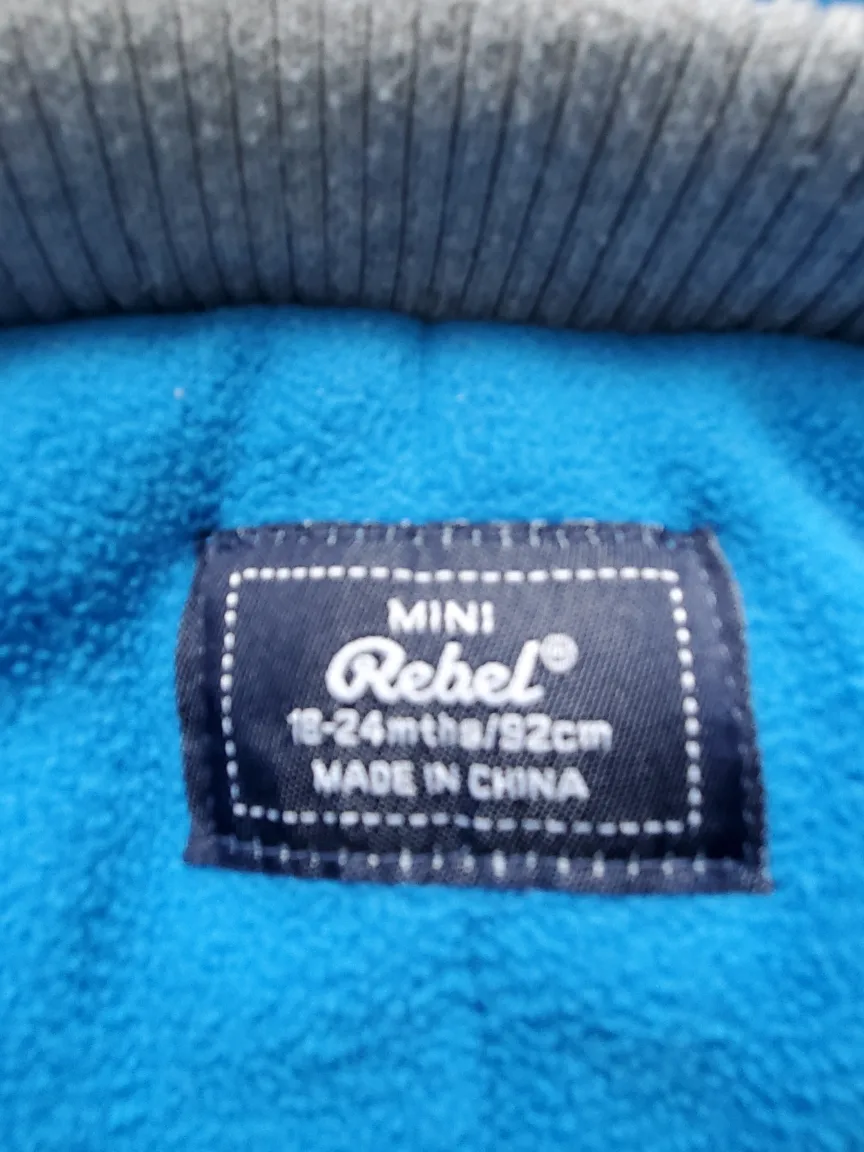 MINI
Rebel®
18-24mths/92cm
MADE IN CHINA